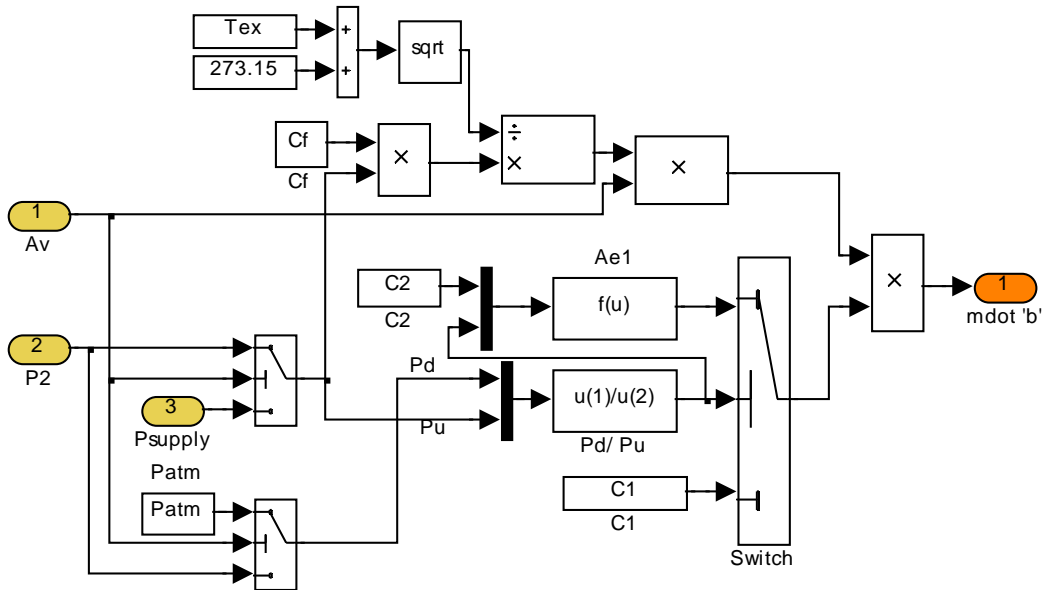 Tex
+
sqrt
273.15
+
÷
Cf
×
×
×
Cf
1
Av
Ae1
C2
f(u)
×
1
C2
mdot 'b'
2
P2
Pd
3
u(1)/u(2)
Pu
Psupply
Pd/ Pu
Patm
C1
Patm
C1
Switch